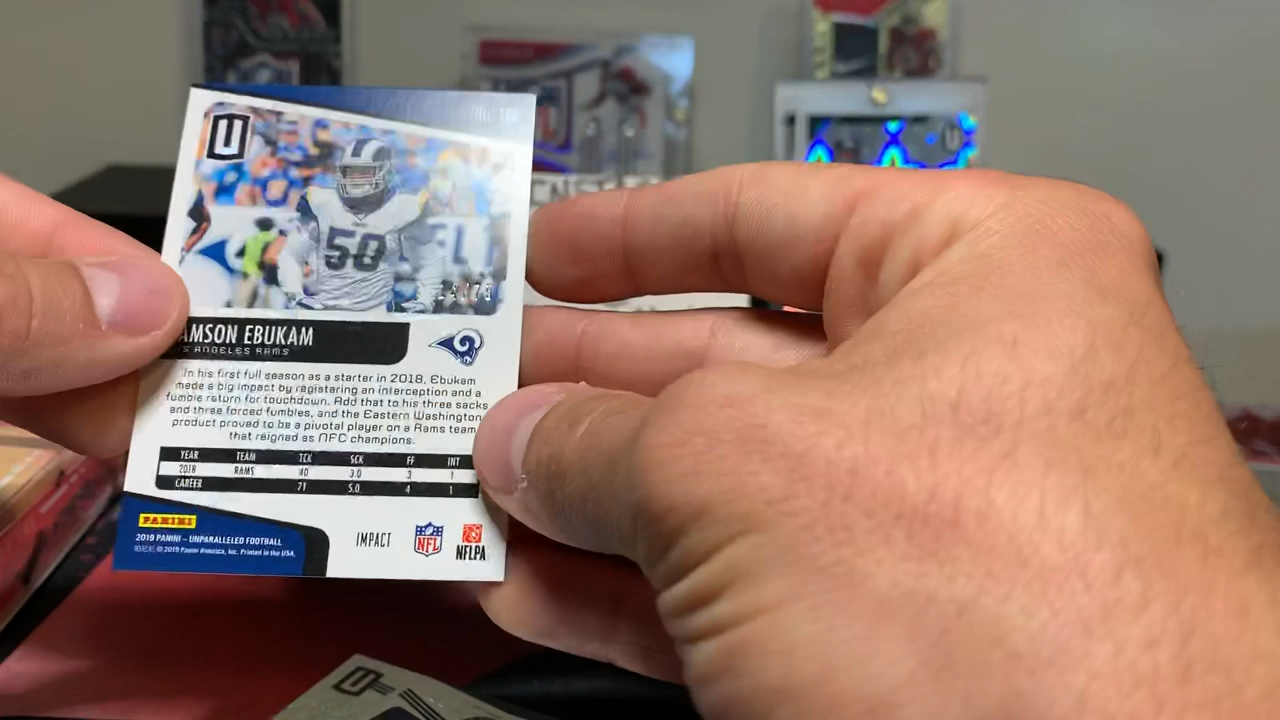 U
50
AMSON EBUKAM
S ANGELES RAMS
In his first full season as a starter in 2018, Ebukam
made a big impact by registering an interception and a
fumble return for touchdown. Add that to his three sacks
and three forced fumbles, and the Eastern Washington
product proved to be a pivotal player on a Rams team
that reigned as NFC champions.
YEAR TEAM TCK SCK FF INT
2018 RAMS 40 3.0 3 1
CAREER 71 5.0 4 1
PANINI
2019 PANINI – UNPARALLELED FOOTBALL
© 2019 Panini America, Inc. Printed in the USA.
IMPACT
NFL
NFLPA